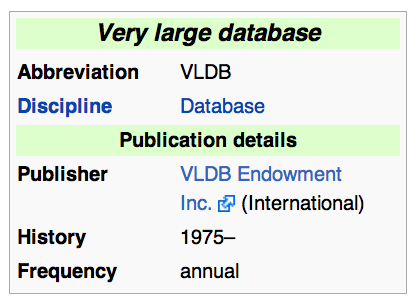 Very large database
Abbreviation VLDB
Discipline Database
Publication details
Publisher VLDB Endowment
Inc. (International)
History 1975–
Frequency annual